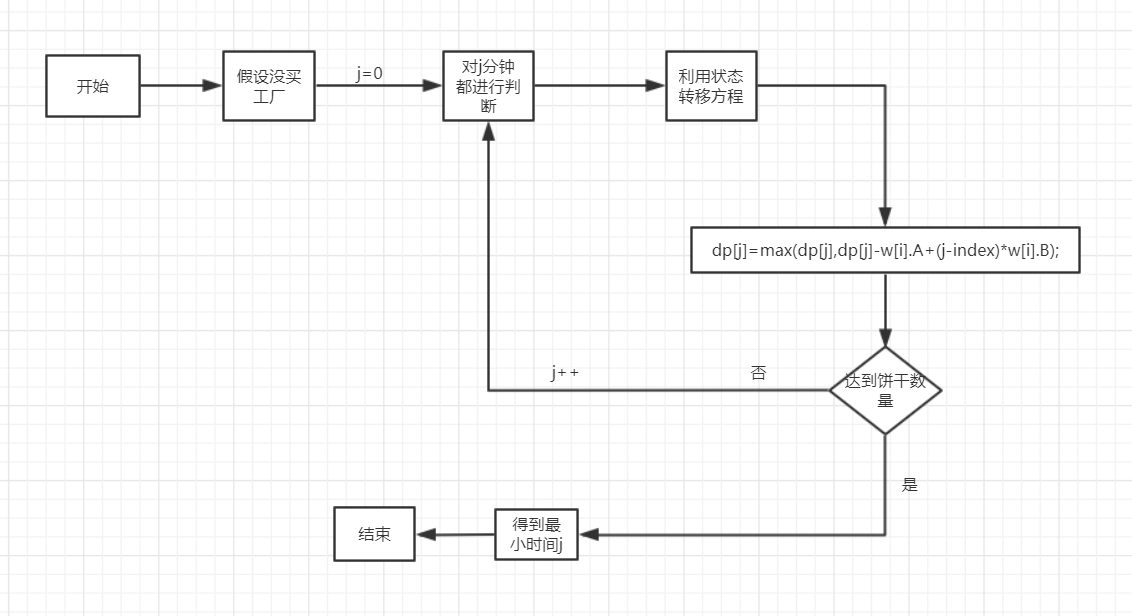 开始
假设没买
工厂
j=0
对j分钟
都进行判
断
利用状态
转移方程
dp[j]=max(dp[j],dp[j]-w[i].A+(j-index)*w[i].B);
达到饼干数
量
否
j++
是
得到最
小时间j
结束